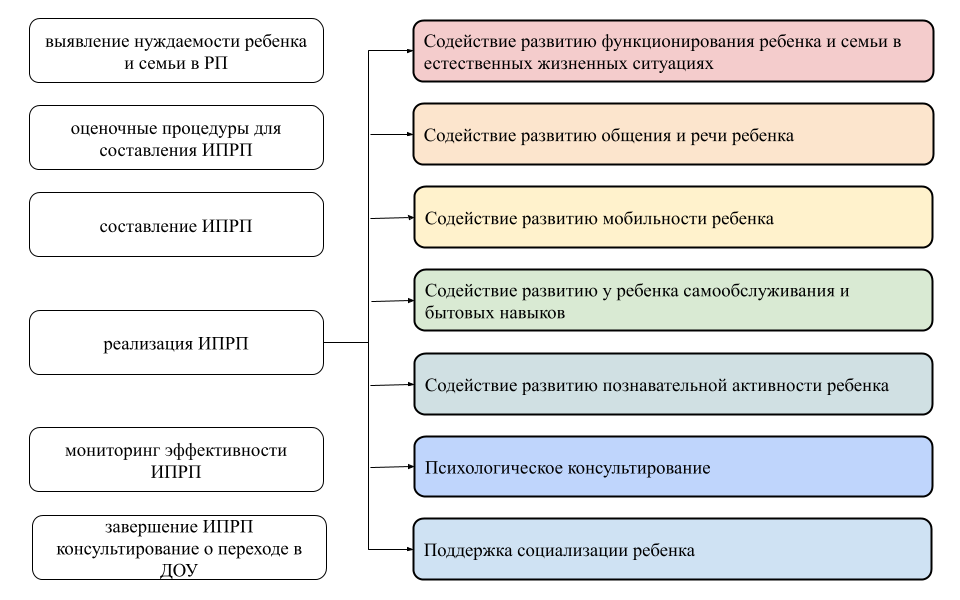 выявление нуждаемости ребенка
и семьи в РП
оценочные процедуры для
составления ИПРП
составление ИПРП
реализация ИПРП
мониторинг эффективности
ИПРП
завершение ИПРП
консультирование о переходе в
ДОУ
Содействие развитию функционирования ребенка и семьи в
естественных жизненных ситуациях
Содействие развитию общения и речи ребенка
Содействие развитию мобильности ребенка
Содействие развитию у ребенка самообслуживания и
бытовых навыков
Содействие развитию познавательной активности ребенка
Психологическое консультирование
Поддержка социализации ребенка